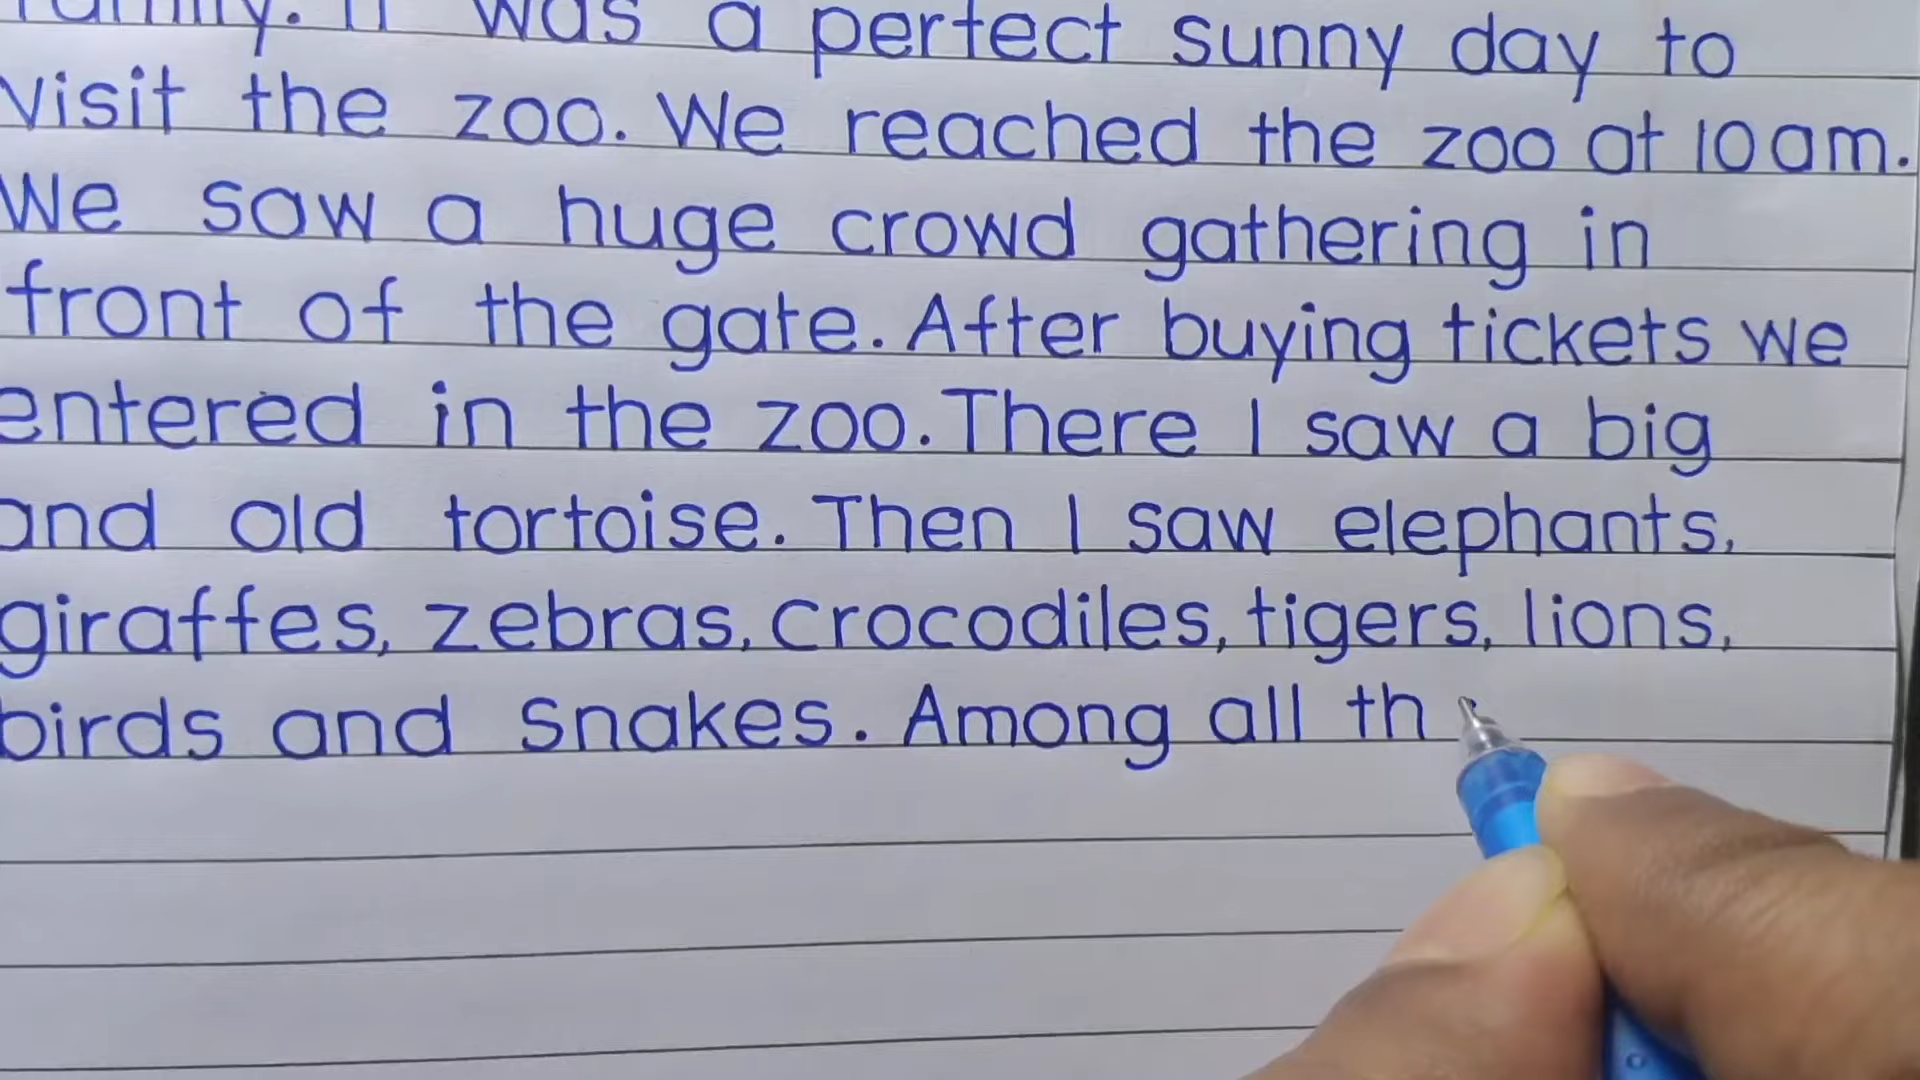 family. It was a perfect sunny day to
visit the zoo. We reached the zoo at 10 am.
We saw a huge crowd gathering in
front of the gate. After buying tickets we
entered in the zoo. There I saw a big
and old tortoise. Then I saw elephants,
giraffes, zebras, crocodiles, tigers, lions,
birds and snakes. Among all th